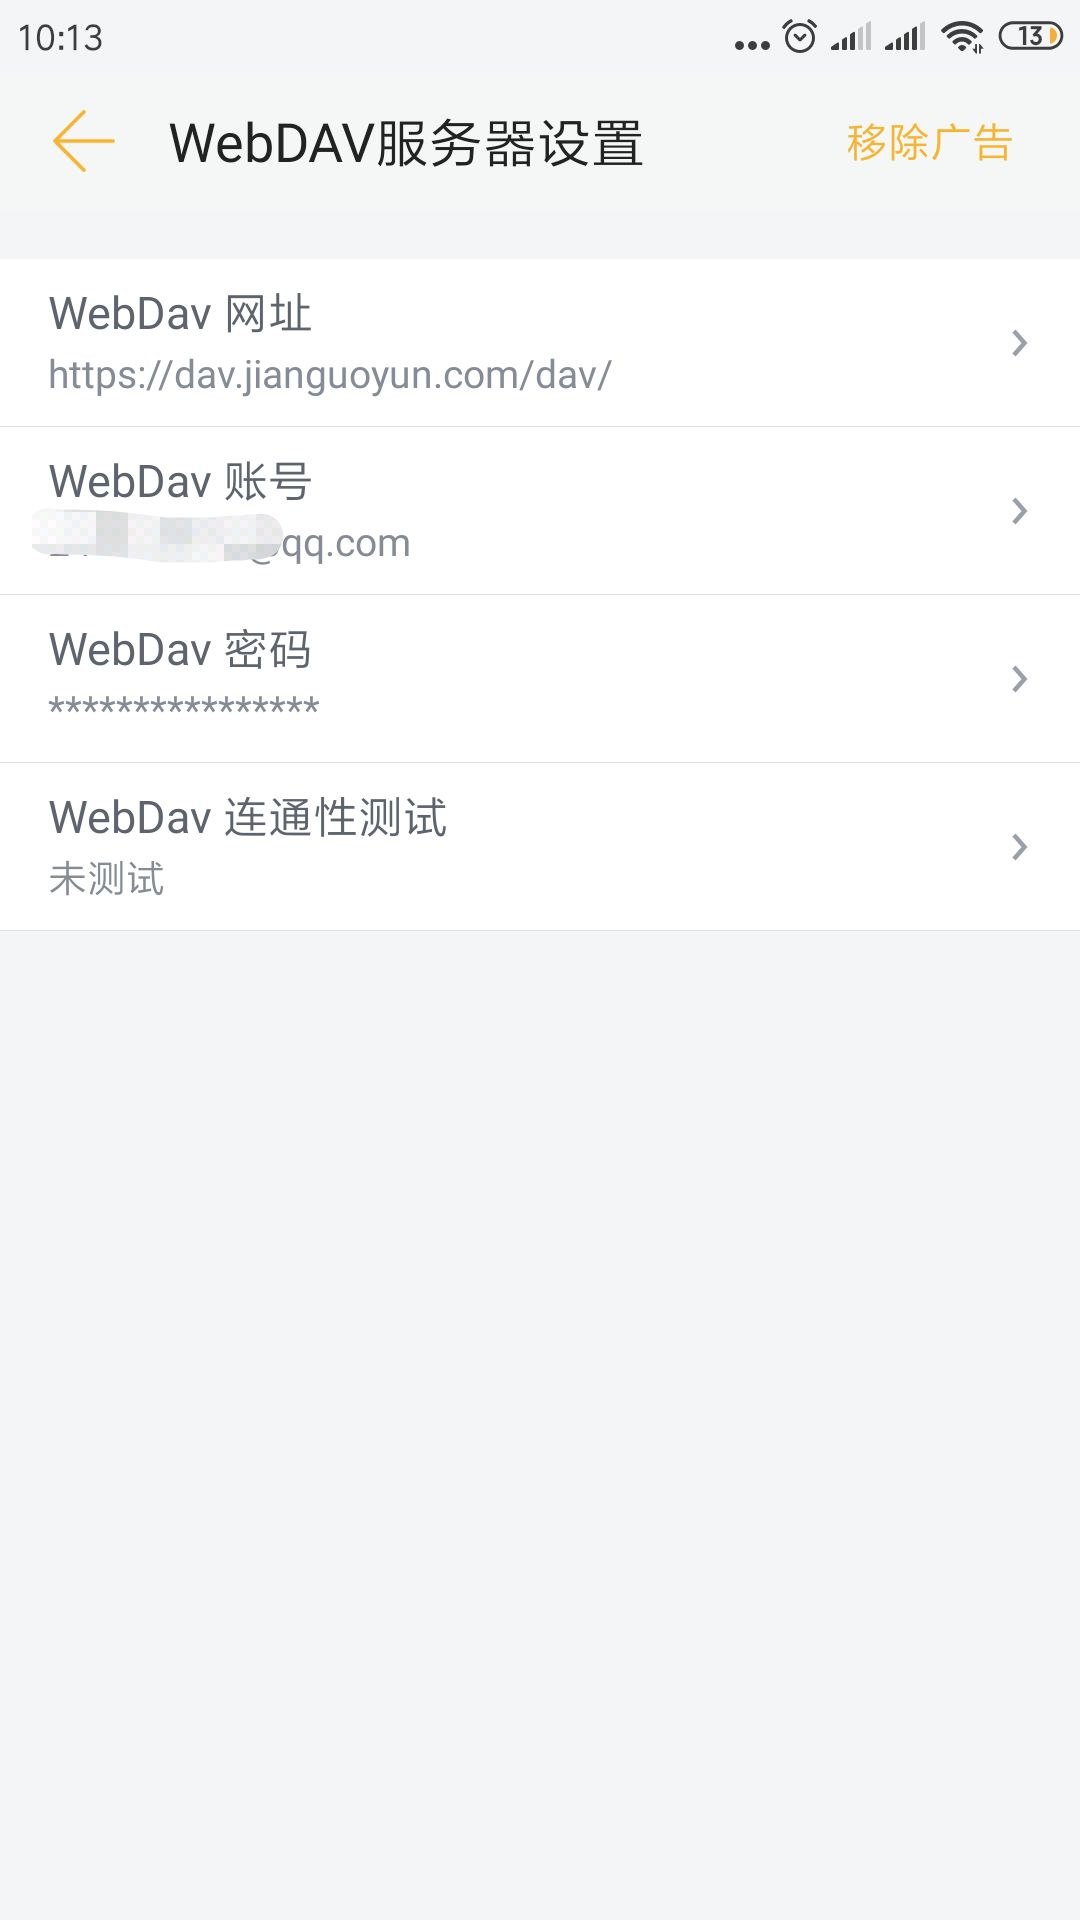 10:13
13
WebDAV服务器设置
移除广告
WebDav 网址
https://dav.jianguoyun.com/dav/
WebDav 账号
@qq.com
WebDav 密码
****************
WebDav 连通性测试
未测试